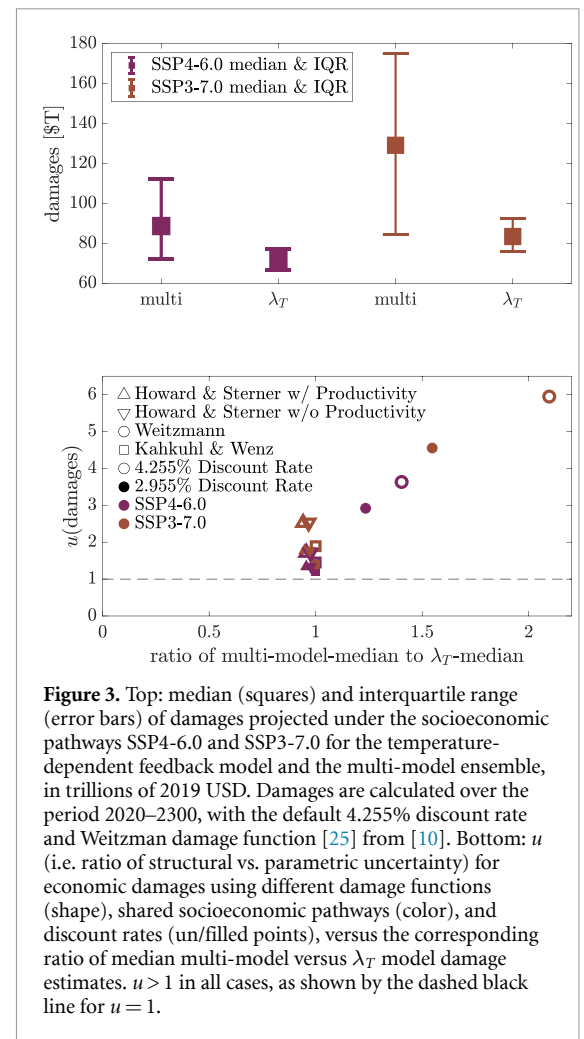 180
160
140
120
100
80
60
damages [$T]
SSP4-6.0 median & IQR
SSP3-7.0 median & IQR
multi
λT
multi
λT
6
5
4
3
2
1
0
u(damages)
Howard & Sterner w/ Productivity
Howard & Sterner w/o Productivity
Weitzmann
Kahkuhl & Wenz
4.255% Discount Rate
2.955% Discount Rate
SSP4-6.0
SSP3-7.0
0
0.5
1
1.5
2
ratio of multi-model-median to λT-median
Figure 3. Top: median (squares) and interquartile range
(error bars) of damages projected under the socioeconomic
pathways SSP4-6.0 and SSP3-7.0 for the temperature-
dependent feedback model and the multi-model ensemble,
in trillions of 2019 USD. Damages are calculated over the
period 2020–2300, with the default 4.255% discount rate
and Weitzman damage function [25] from [10]. Bottom: u
(i.e. ratio of structural vs. parametric uncertainty) for
economic damages using different damage functions
(shape), shared socioeconomic pathways (color), and
discount rates (un/filled points), versus the corresponding
ratio of median multi-model versus λT model damage
estimates. u > 1 in all cases, as shown by the dashed black
line for u = 1.